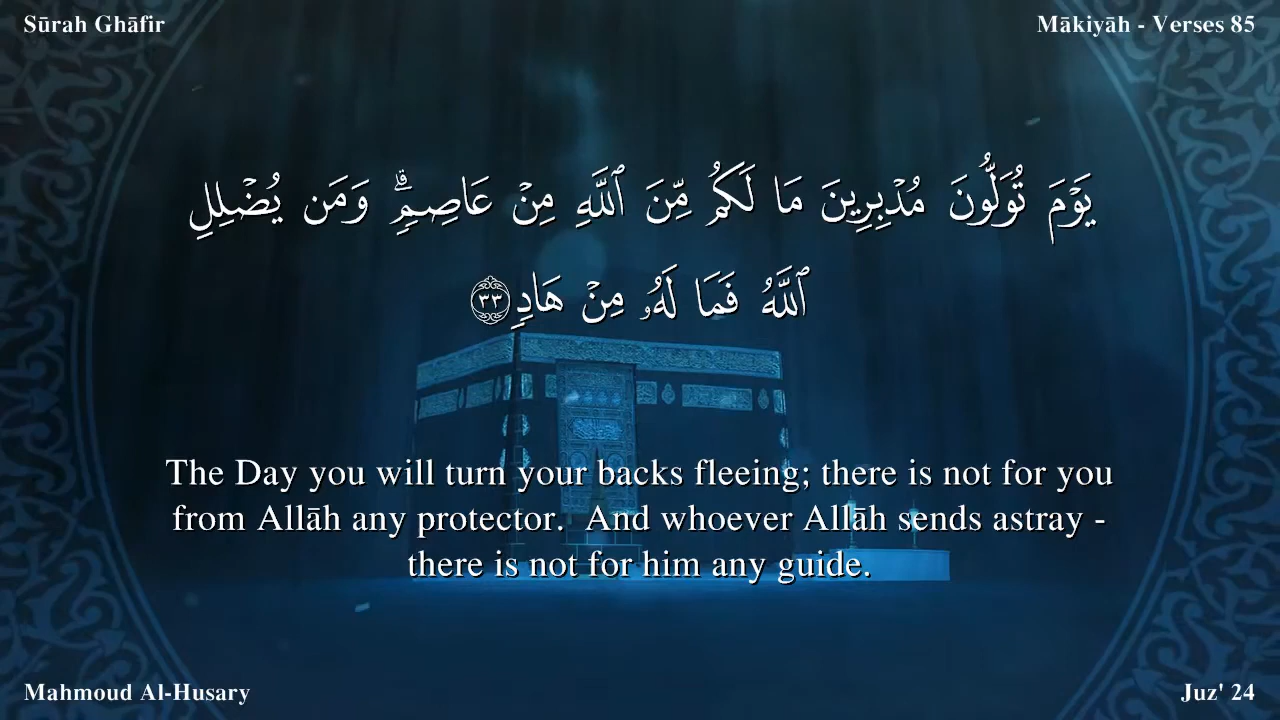 Sūrah Ghāfir
Mākiyāh - Verses 85
يَوْمَ تُوَلُّونَ مُدْبِرِينَ مَا لَكُم مِّنَ ٱللَّهِ مِنْ عَاصِمٍۢ ۗ وَمَن يُضْلِلِ
ٱللَّهُ فَمَا لَهُۥ مِنْ هَادٍۢ ٣٣
The Day you will turn your backs fleeing; there is not for you
from Allāh any protector.  And whoever Allāh sends astray -
there is not for him any guide.
Mahmoud Al-Husary
Juz' 24